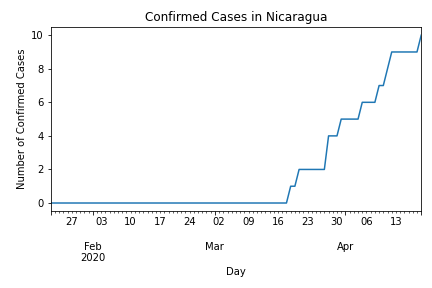 Confirmed Cases in Nicaragua
Number of Confirmed Cases
10
8
6
4
2
0
27 03 10 17 24 02 09 16 23 30 06 13
Feb Mar Apr
2020
Day